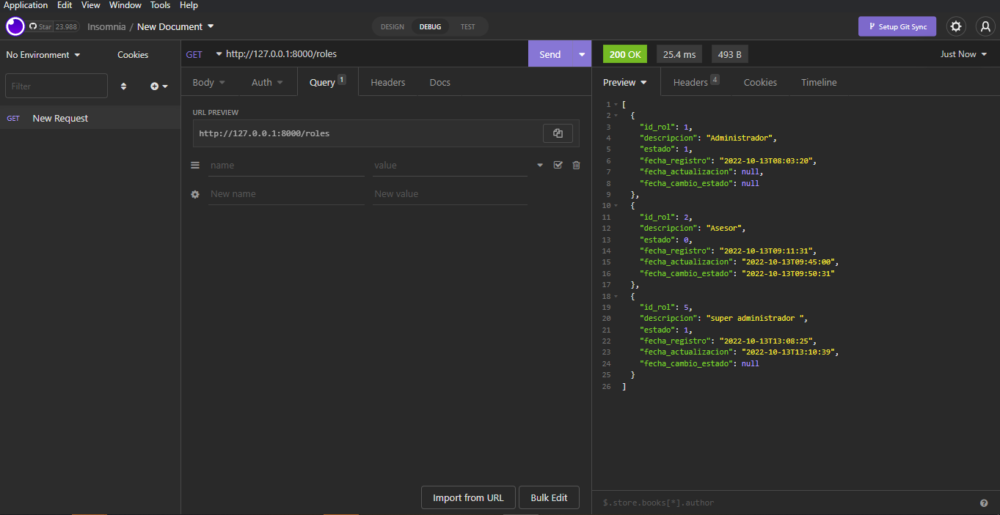 Application Edit View Window Tools Help
Star 23.988 Insomnia / New Document DESIGN DEBUG TEST Setup Git Sync
No Environment Cookies GET http://127.0.0.1:8000/roles Send 200 OK 25.4 ms 493 B Just Now
Filter Body Auth Query 1 Headers Docs Preview Headers 4 Cookies Timeline
GET New Request
URL PREVIEW
http://127.0.0.1:8000/roles
name value
New name New value
Import from URL Bulk Edit
1 [
2 {
3 "id_rol": 1,
4 "descripcion": "Administrador",
5 "estado": 1,
6 "fecha_registro": "2022-10-13T08:03:20",
7 "fecha_actualizacion": null,
8 "fecha_cambio_estado": null
9 },
10 {
11 "id_rol": 2,
12 "descripcion": "Asesor",
13 "estado": 0,
14 "fecha_registro": "2022-10-13T09:11:31",
15 "fecha_actualizacion": "2022-10-13T09:45:00",
16 "fecha_cambio_estado": "2022-10-13T09:50:31"
17 },
18 {
19 "id_rol": 5,
20 "descripcion": "super administrador ",
21 "estado": 1,
22 "fecha_registro": "2022-10-13T13:08:25",
23 "fecha_actualizacion": "2022-10-13T13:10:39",
24 "fecha_cambio_estado": null
25 }
26 ]
$.store.books[*].author